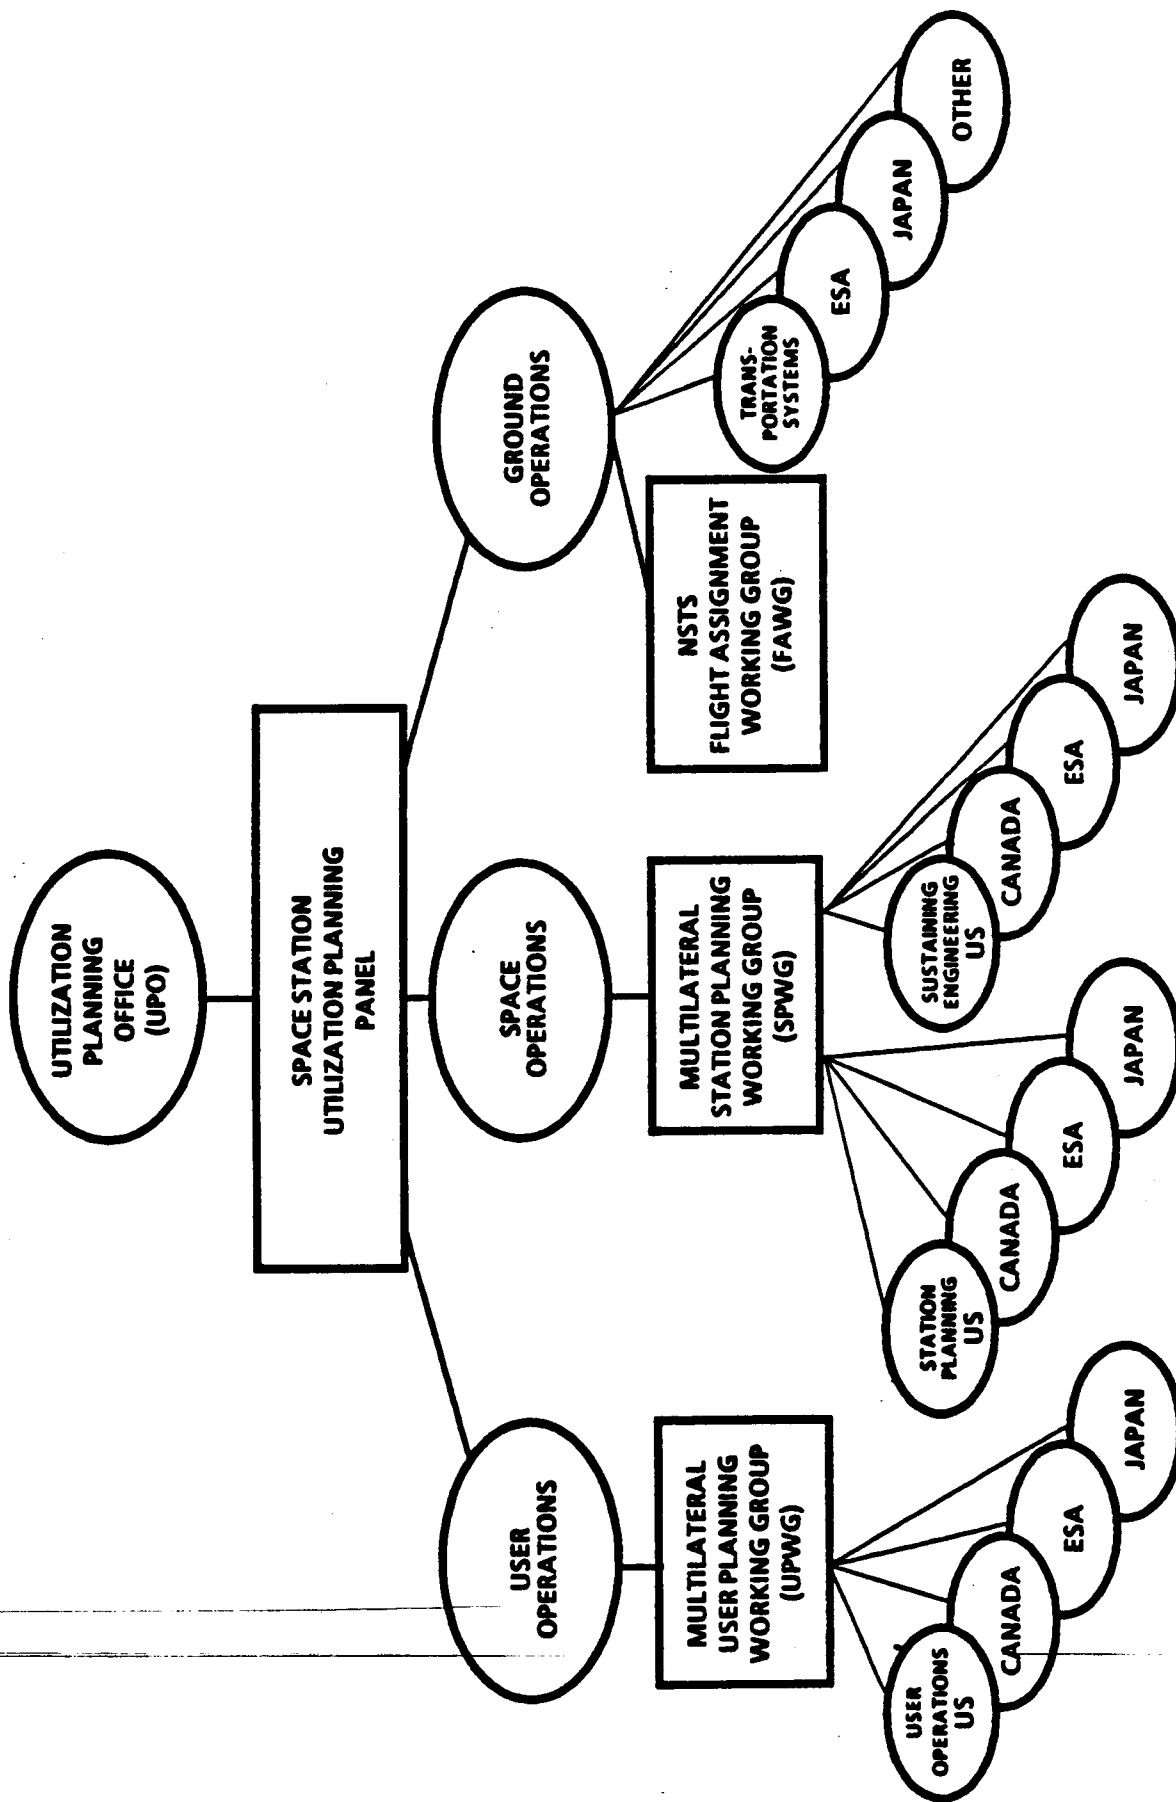 UTILIZATION
PLANNING
OFFICE
(UPO)
SPACE STATION
UTILIZATION PLANNING
PANEL
USER
OPERATIONS
SPACE
OPERATIONS
GROUND
OPERATIONS
MULTILATERAL
USER PLANNING
WORKING GROUP
(UPWG)
MULTILATERAL
STATION PLANNING
WORKING GROUP
(SPWG)
NSTS
FLIGHT ASSIGNMENT
WORKING GROUP
(FAWG)
TRANS-
PORTATION
SYSTEMS
ESA
JAPAN
OTHER
USER
OPERATIONS
US
CANADA
ESA
JAPAN
STATION
PLANNING
US
CANADA
ESA
JAPAN
SUSTAINING
ENGINEERING
US
CANADA
ESA
JAPAN